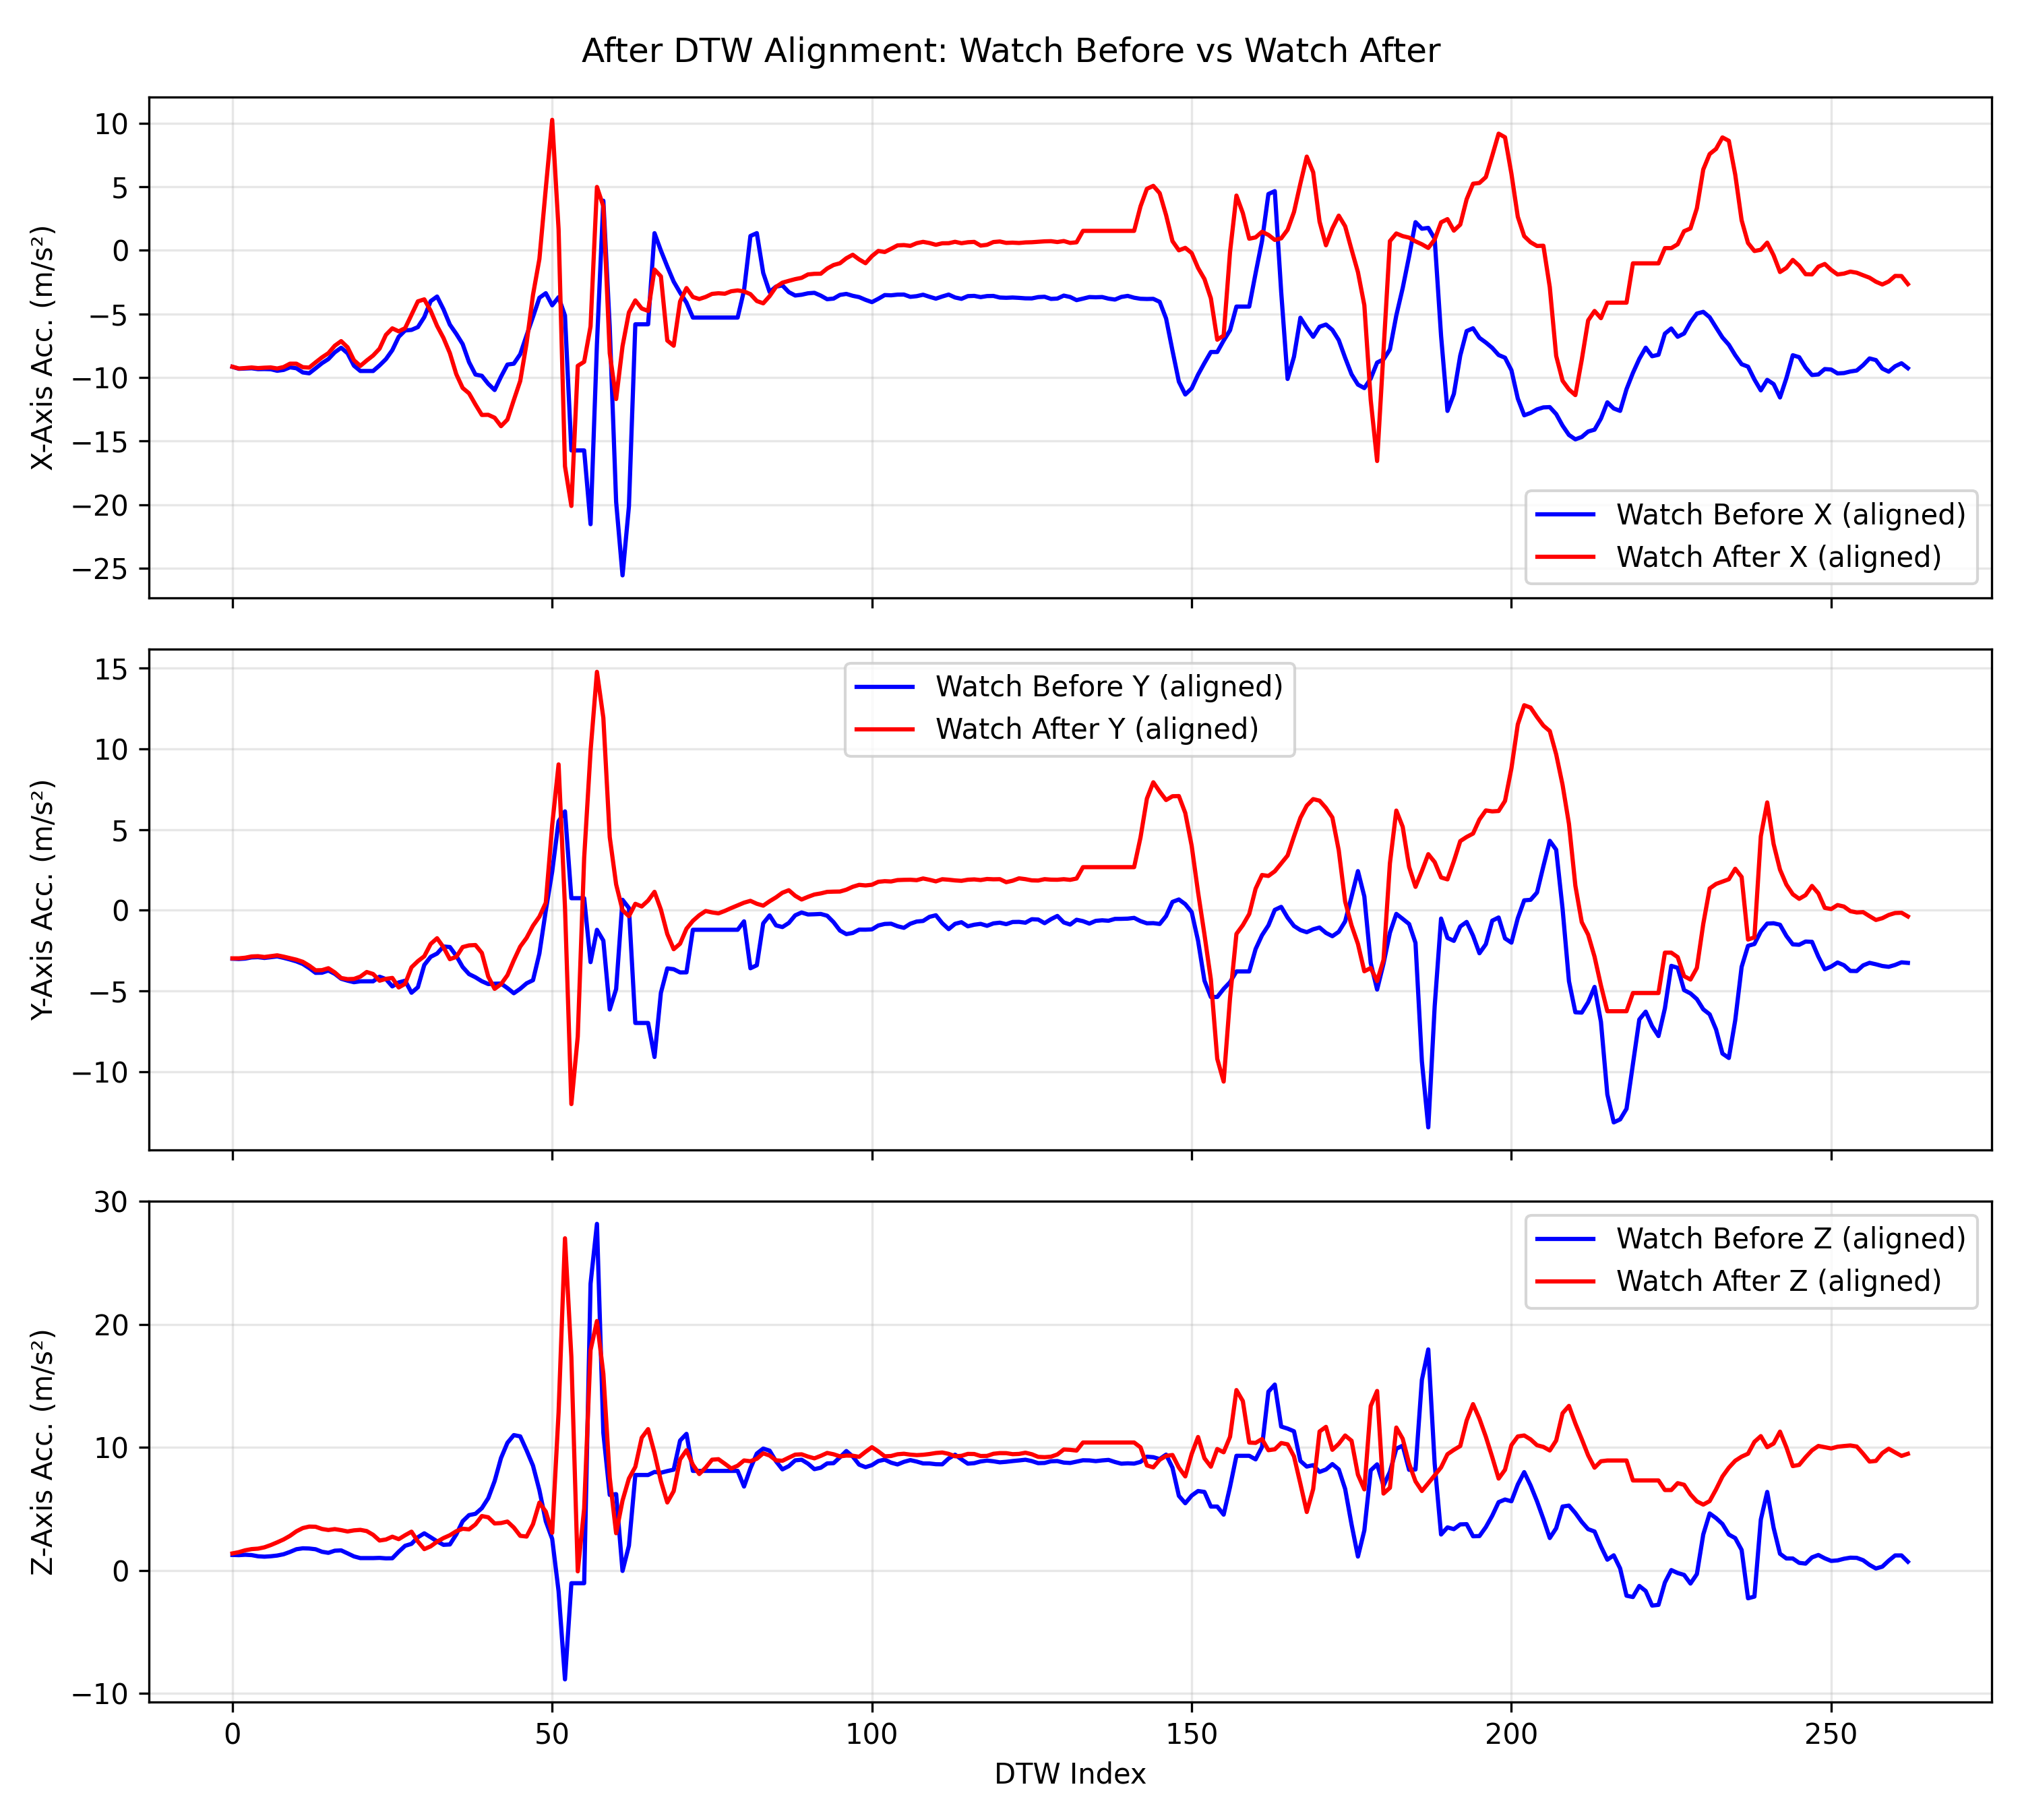 After DTW Alignment: Watch Before vs Watch After
10
5
0
−5
−10
−15
−20
−25
X-Axis Acc. (m/s²)
Watch Before X (aligned)
Watch After X (aligned)
15
10
5
0
−5
−10
Y-Axis Acc. (m/s²)
Watch Before Y (aligned)
Watch After Y (aligned)
30
20
10
0
−10
Z-Axis Acc. (m/s²)
Watch Before Z (aligned)
Watch After Z (aligned)
0 50 100 150 200 250
DTW Index